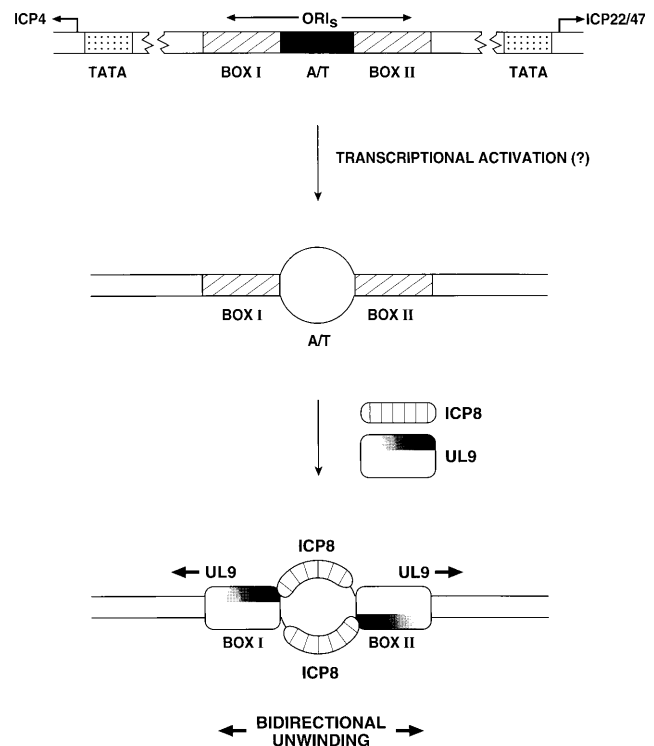 ICP4
ORIs
ICP22/47
TATA
BOX I
A/T
BOX II
TATA
TRANSCRIPTIONAL ACTIVATION (?)
BOX I
BOX II
A/T
ICP8
UL9
ICP8
UL9
UL9
BOX I
BOX II
ICP8
BIDIRECTIONAL
UNWINDING